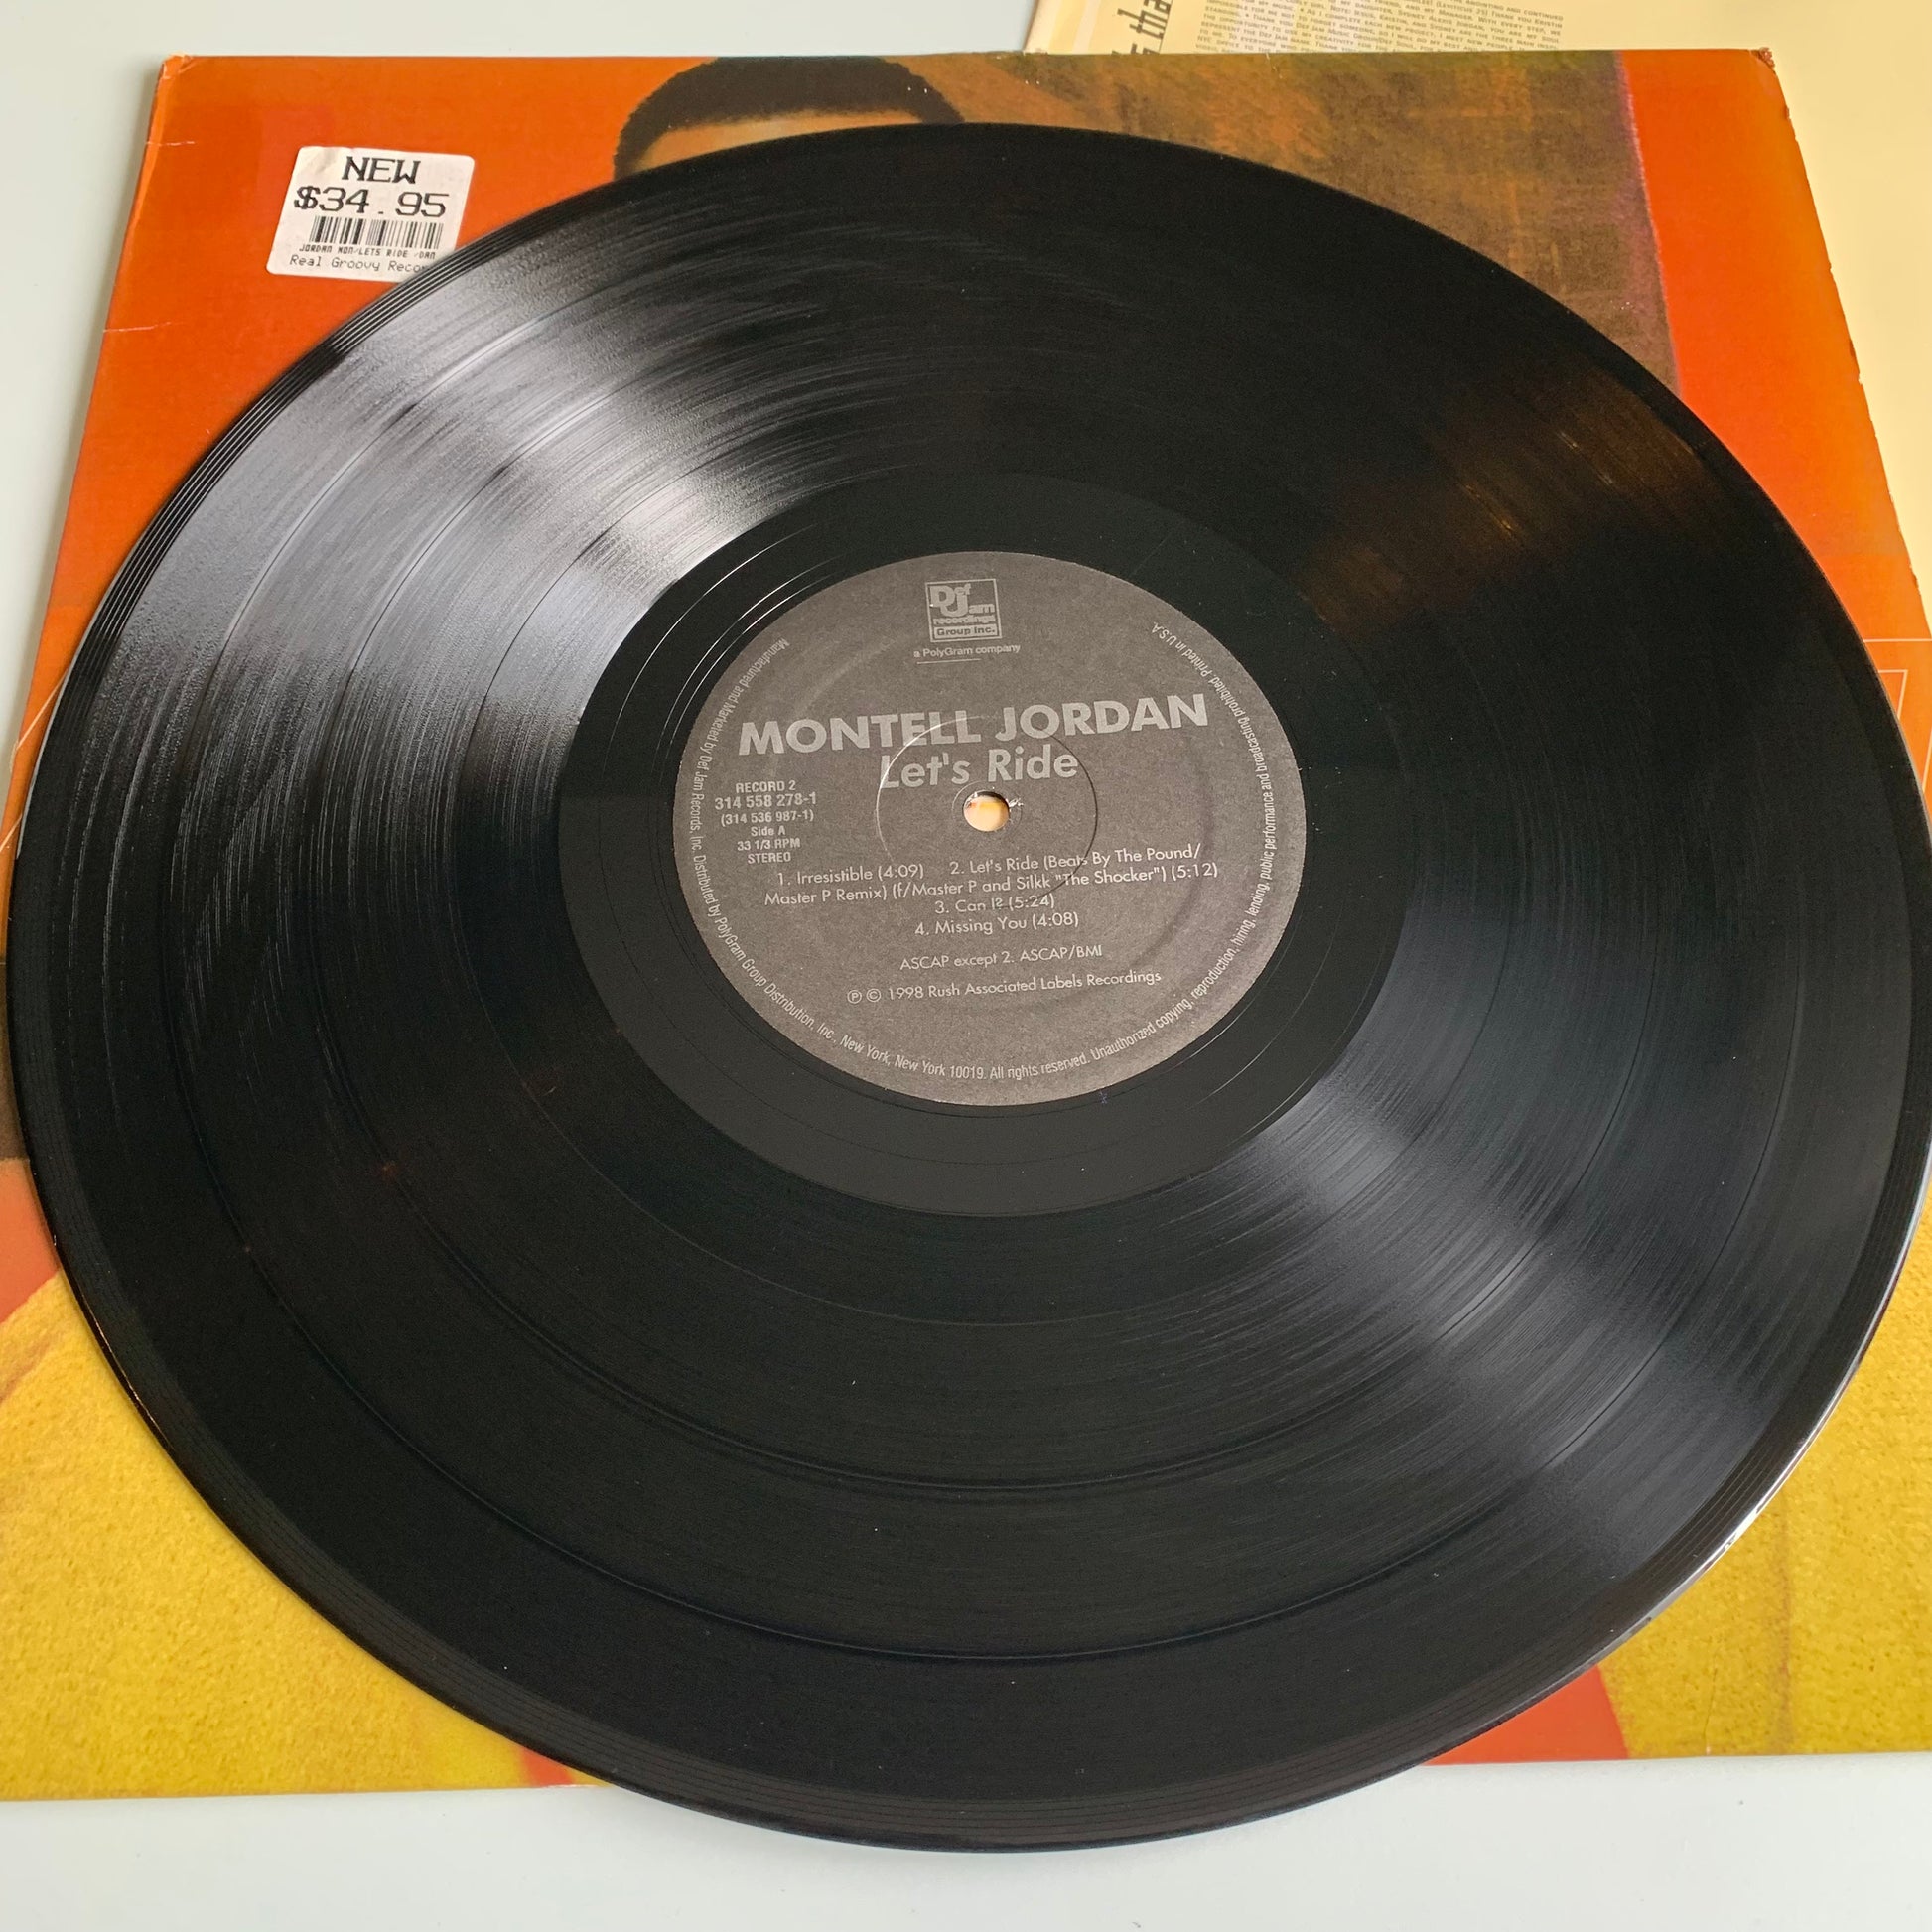 NEW
$34.95
JORDAN MON/LETS RIDE
Real Groovy
Def Jam
recordings
Group Inc.
a PolyGram company
MONTELL JORDAN
Let's Ride
RECORD 2
314 558 278-1
(314 536 987-1)
Side A
33 1/3 RPM
STEREO
1. Irresistible (4:09) 2. Let's Ride (Beats By The Pound/
Master P Remix) (f/Master P and Silkk "The Shocker") (5:12)
3. Can I? (5:24)
4. Missing You (4:08)
ASCAP except 2. ASCAP/BMI
℗ © 1998 Rush Associated Labels Recordings
Manufactured and Marketed by Def Jam Records, Inc. Distributed by PolyGram Group Distribution, Inc., New York, New York 10019. All rights reserved. Unauthorized copying, reproduction, hiring, lending, public performance and broadcasting prohibited. Printed in U.S.A.